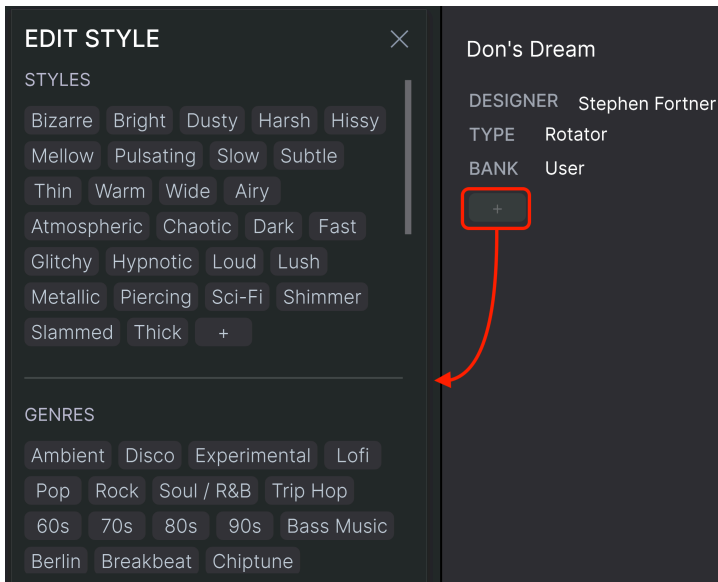 EDIT STYLE
STYLES
Bizarre Bright Dusty Harsh Hissy
Mellow Pulsating Slow Subtle
Thin Warm Wide Airy
Atmospheric Chaotic Dark Fast
Glitchy Hypnotic Loud Lush
Metallic Piercing Sci-Fi Shimmer
Slammed Thick +
GENRES
Ambient Disco Experimental Lofi
Pop Rock Soul / R&B Trip Hop
60s 70s 80s 90s Bass Music
Berlin Breakbeat Chiptune
Don's Dream
DESIGNER Stephen Fortner
TYPE Rotator
BANK User
+